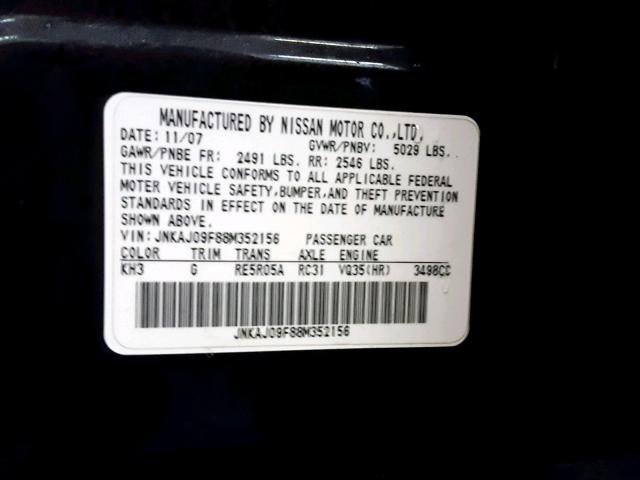 MANUFACTURED BY NISSAN MOTOR CO.,LTD.
DATE: 11/07 GVWR/PNBV: 5029 LBS.
GAWR/PNBE FR: 2491 LBS. RR: 2546 LBS.
THIS VEHICLE CONFORMS TO ALL APPLICABLE FEDERAL
MOTER VEHICLE SAFETY,BUMPER,AND THEFT PREVENTION
STANDARDS IN EFFECT ON THE DATE OF MANUFACTURE
SHOWN ABOVE.
VIN:JNKAJ09F88M352156 PASSENGER CAR
COLOR TRIM TRANS AXLE ENGINE
KH3 G RE5R05A RC31 VQ35(HR) 3498CC
JNKAJ09F88M352156